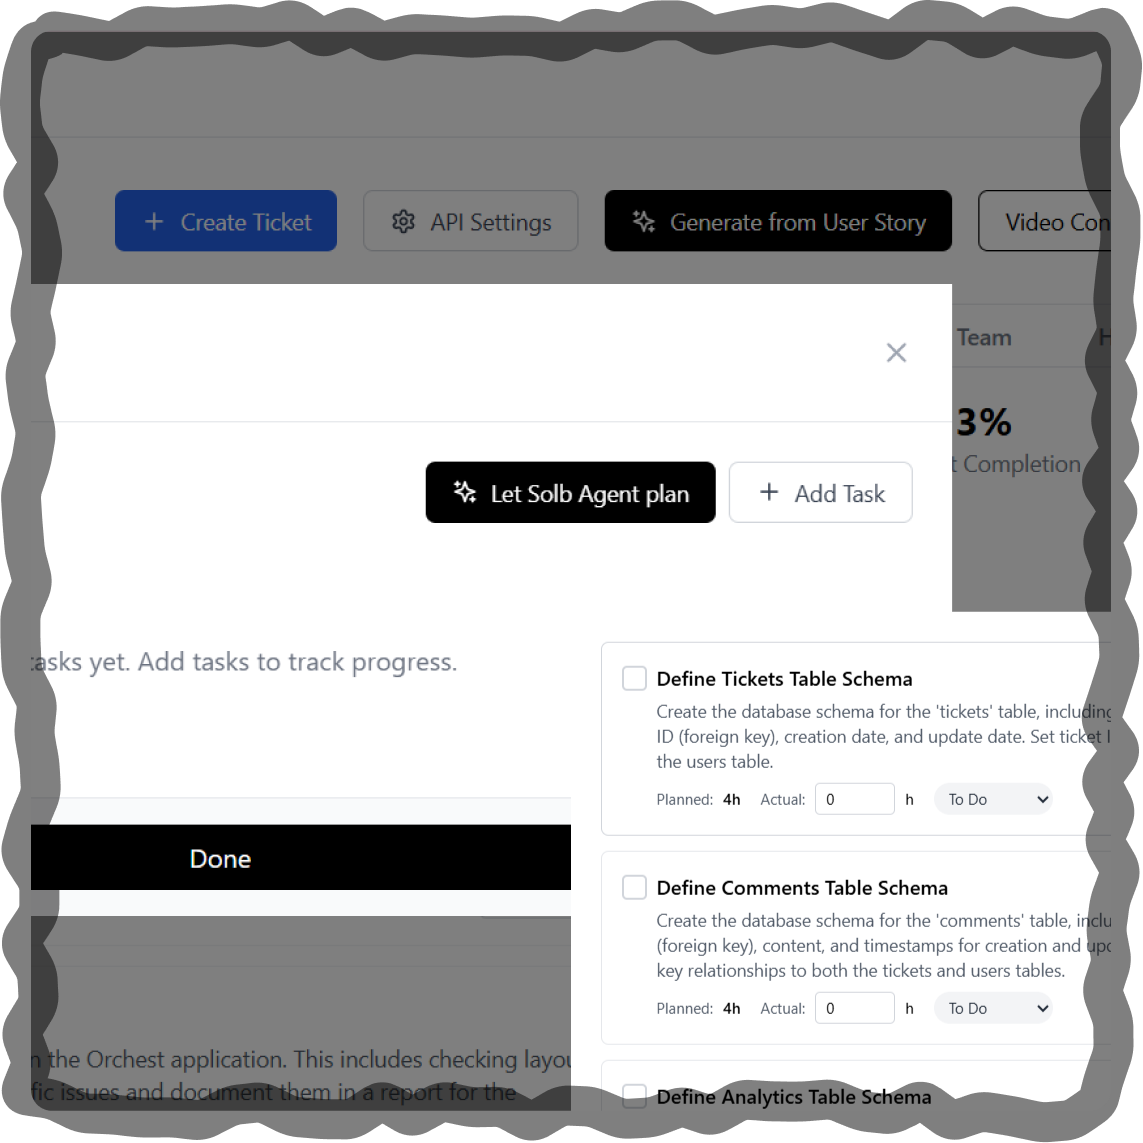 Create Ticket
API Settings
Generate from User Story
Video Con
Team
H
3%
t Completion
Let Solb Agent plan
Add Task
tasks yet. Add tasks to track progress.
Done
n the Orchest application. This includes checking layou
fic issues and document them in a report for the
Define Tickets Table Schema
Create the database schema for the 'tickets' table, including
ID (foreign key), creation date, and update date. Set ticket I
the users table.
Planned: 4h Actual: 0 h To Do
Define Comments Table Schema
Create the database schema for the 'comments' table, inclu
(foreign key), content, and timestamps for creation and upd
key relationships to both the tickets and users tables.
Planned: 4h Actual: 0 h To Do
Define Analytics Table Schema